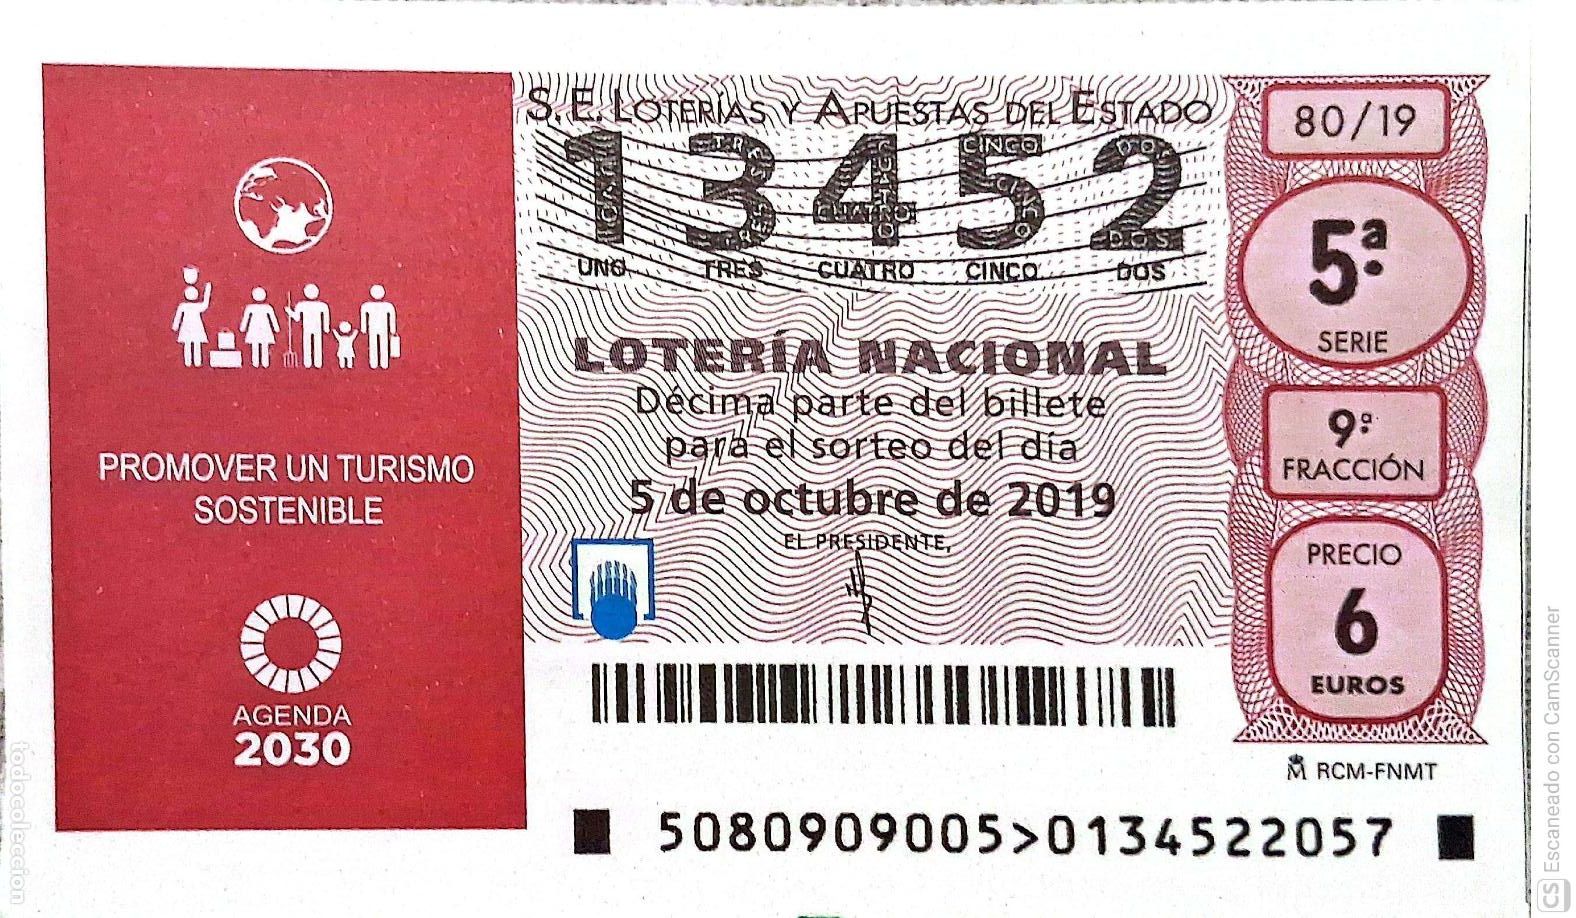 S.E. LOTERÍAS Y APUESTAS DEL ESTADO
13452
UNO TRES CUATRO CINCO DOS
LOTERÍA NACIONAL
Décima parte del billete
para el sorteo del día
5 de octubre de 2019
EL PRESIDENTE,
80/19
5ª
SERIE
9ª
FRACCIÓN
PRECIO
6
EUROS
RCM-FNMT
5080909005>0134522057
PROMOVER UN TURISMO
SOSTENIBLE
AGENDA
2030
todocoleccion
CS Escaneado con CamScanner